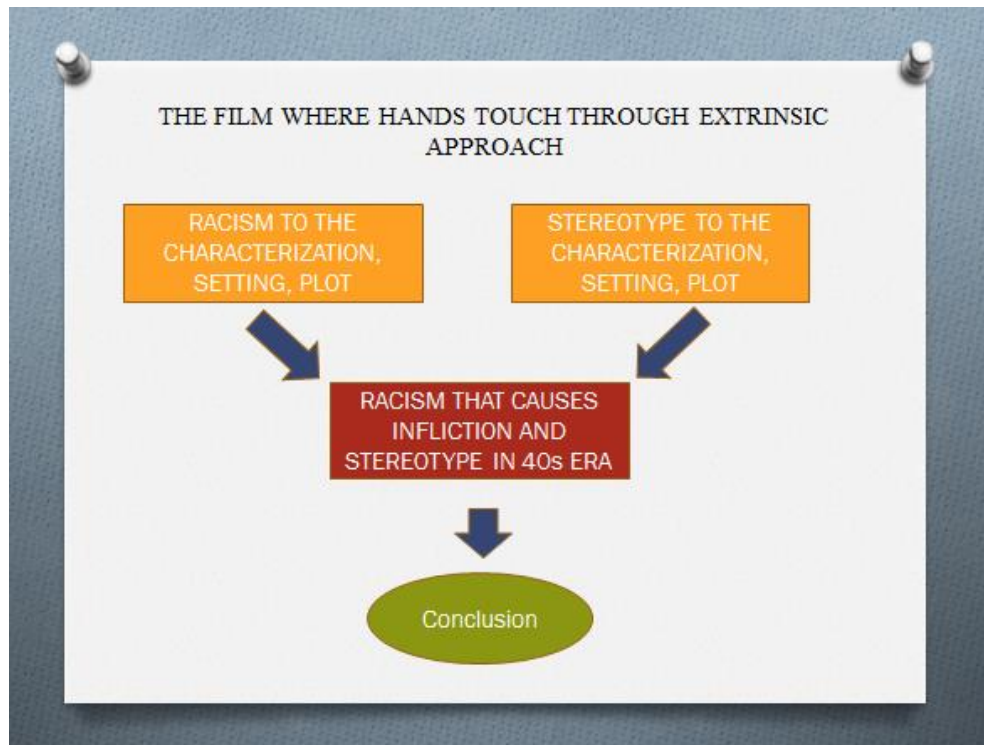 THE FILM WHERE HANDS TOUCH THROUGH EXTRINSIC
APPROACH
RACISM TO THE
CHARACTERIZATION,
SETTING, PLOT
STEREOTYPE TO THE
CHARACTERIZATION,
SETTING, PLOT
RACISM THAT CAUSES
INFLICTION AND
STEREOTYPE IN 40s ERA
Conclusion